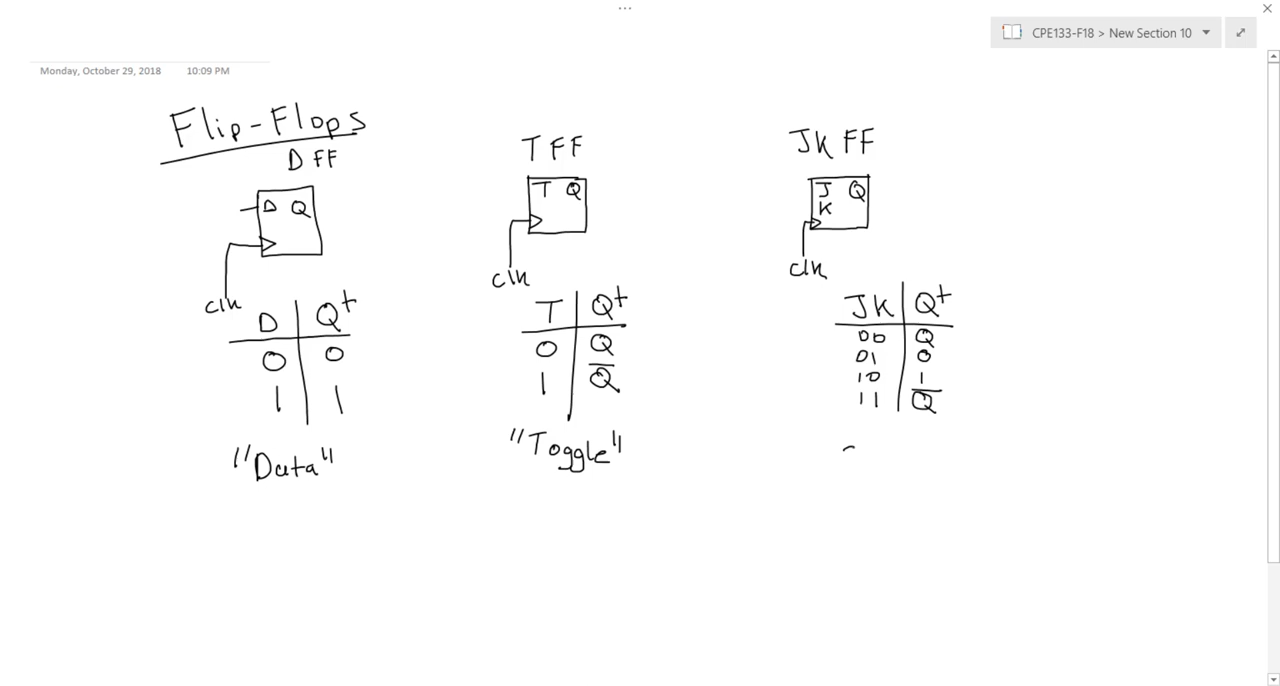 CPE133-F18 > New Section 10
Monday, October 29, 2018 10:09 PM
Flip-Flops
D FF
D Q
clk
D Q+
0 0
1 1
"Data"
T FF
T Q
clk
T Q+
0 Q
1 Q̅
"Toggle"
JK FF
J Q
K
clk
JK Q+
00 Q
01 0
10 1
11 Q̅